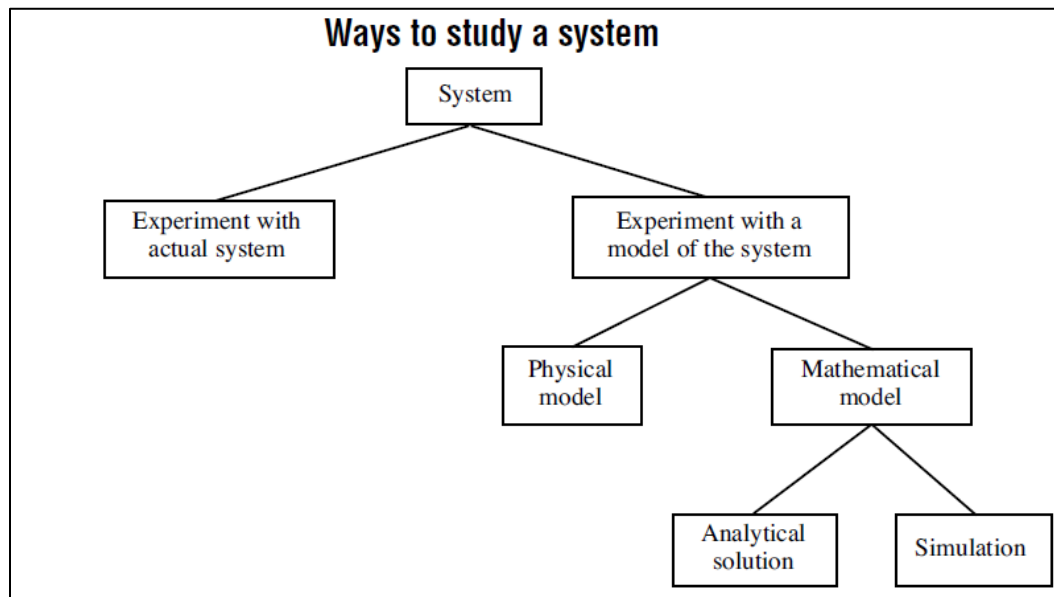 Ways to study a system
System
Experiment with
actual system
Experiment with a
model of the system
Physical
model
Mathematical
model
Analytical
solution
Simulation